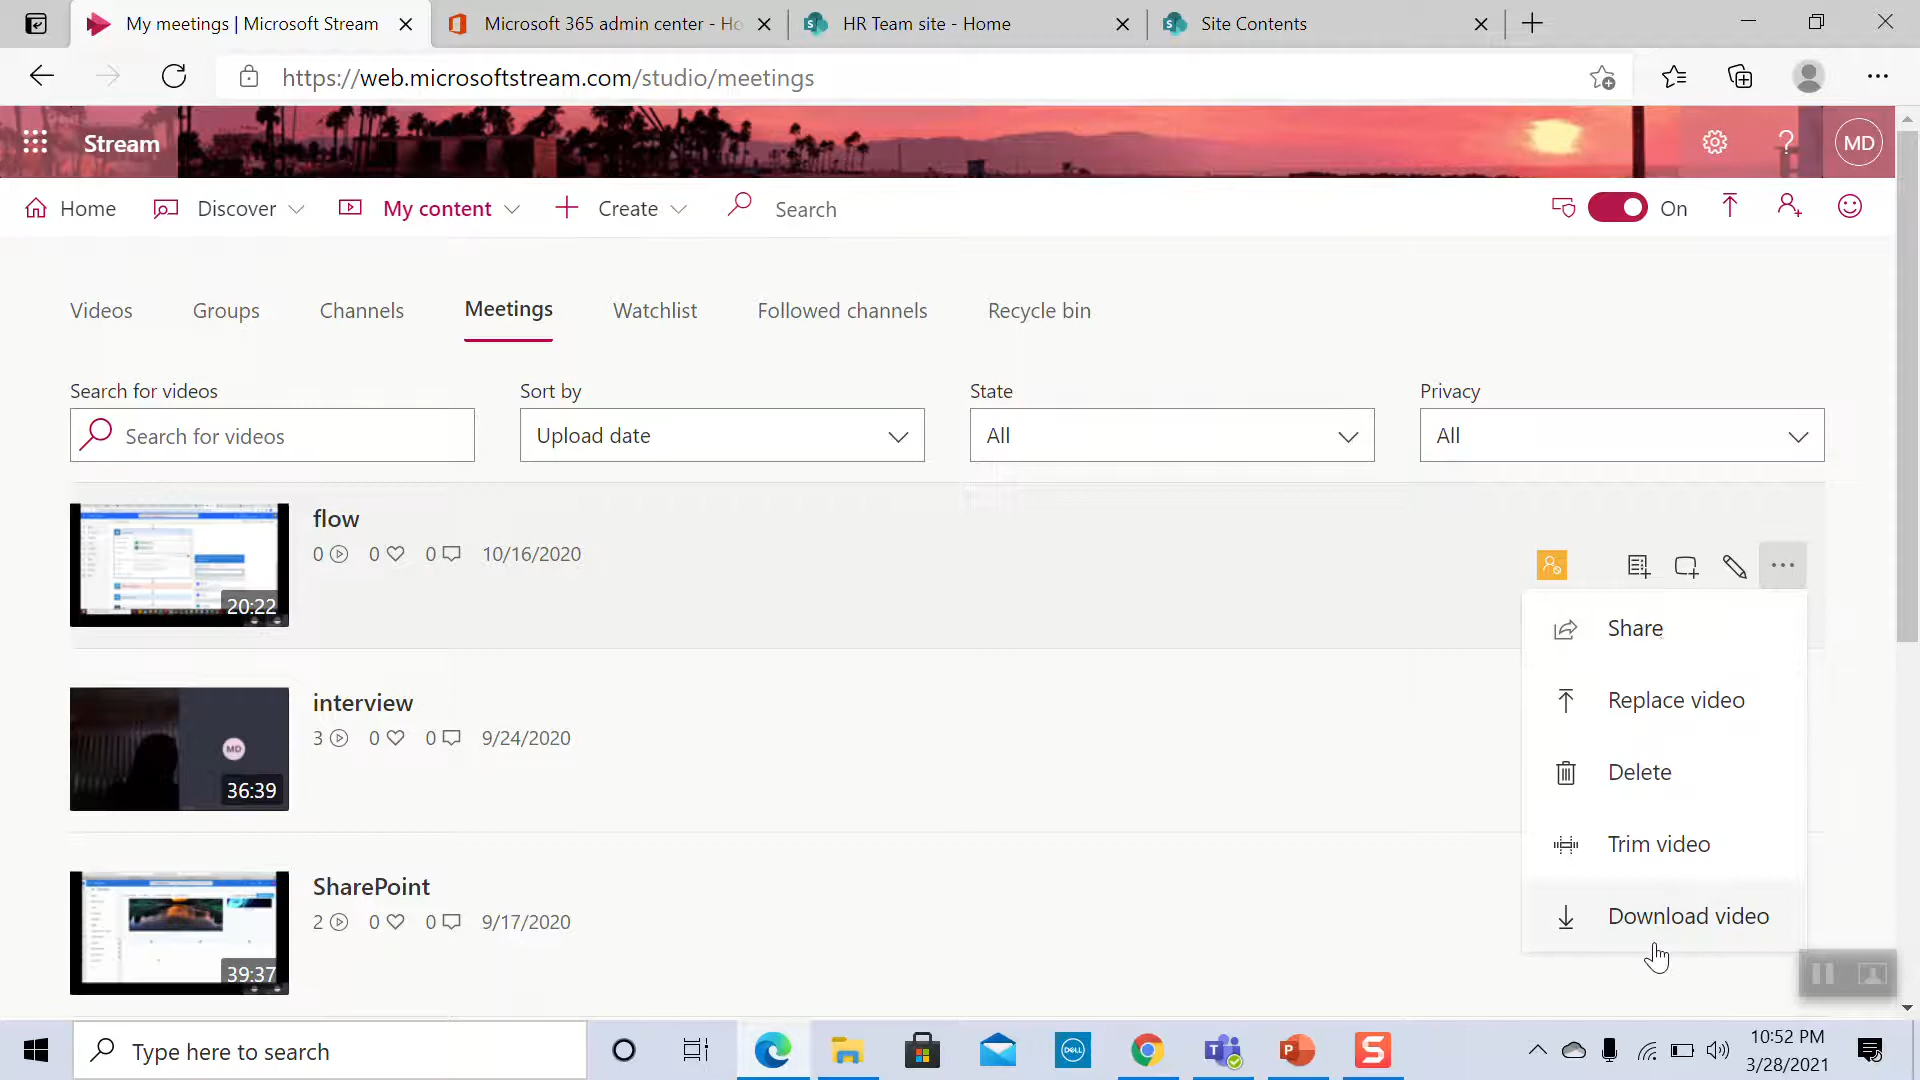 My meetings | Microsoft Stream
Microsoft 365 admin center - Ho
HR Team site - Home
Site Contents
https://web.microsoftstream.com/studio/meetings
Stream
MD
Home
Discover
My content
Create
Search
On
Videos
Groups
Channels
Meetings
Watchlist
Followed channels
Recycle bin
Search for videos
Sort by
State
Privacy
Search for videos
Upload date
All
All
flow
0 0 0 10/16/2020
20:22
interview
3 0 0 9/24/2020
MD
36:39
SharePoint
2 0 0 9/17/2020
39:37
Share
Replace video
Delete
Trim video
Download video
Type here to search
DELL
10:52 PM
3/28/2021